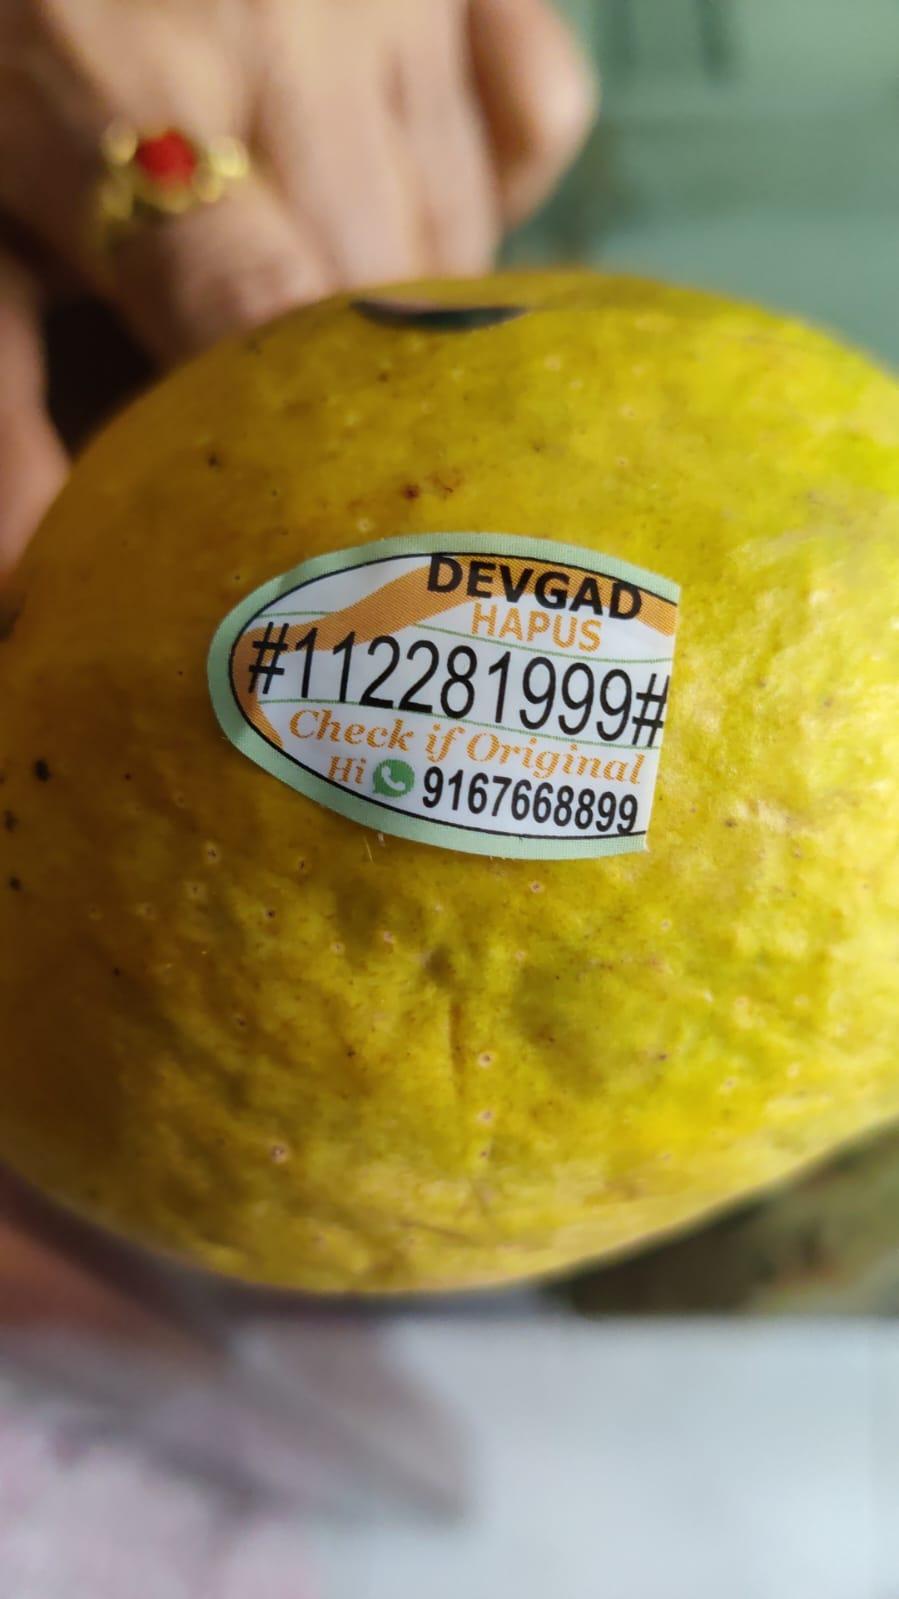 DEVGAD
HAPUS
#112281999#
Check if Original
Hi 9167668899